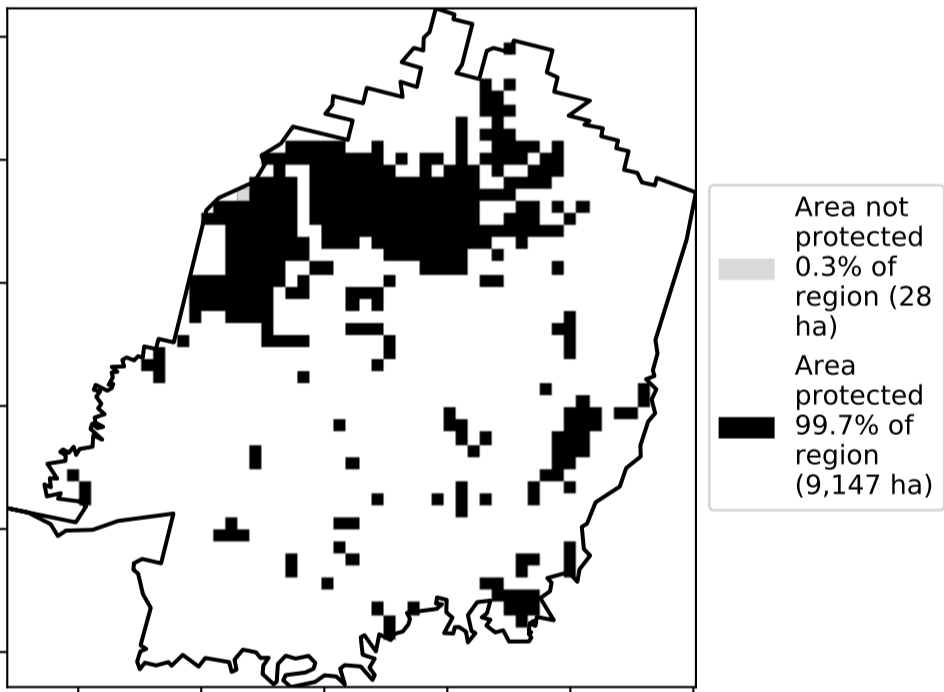 Area not
protected
0.3% of
region (28
ha)
Area
protected
99.7% of
region
(9,147 ha)